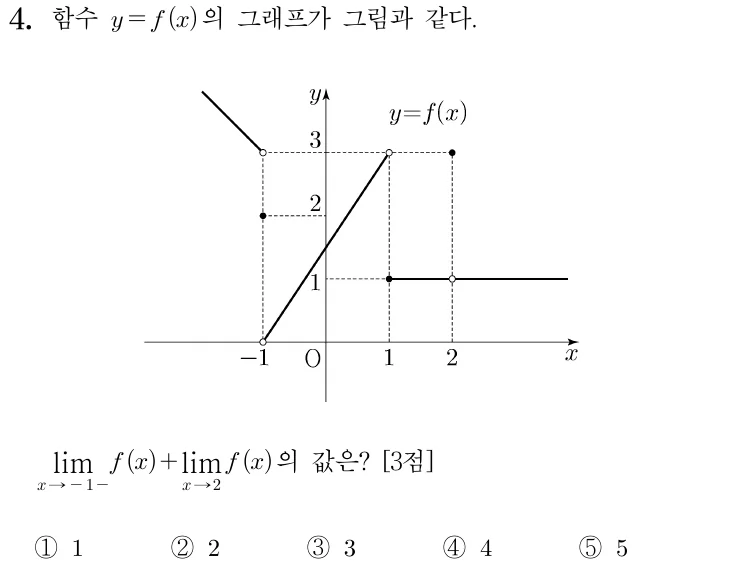 4. 함수 y=f(x)의 그래프가 그림과 같다.
y
y=f(x)
3
2
1
−1 O 1 2 x
lim f(x)+lim f(x)의 값은? [3점]
x→−1− x→2
① 1 ② 2 ③ 3 ④ 4 ⑤ 5